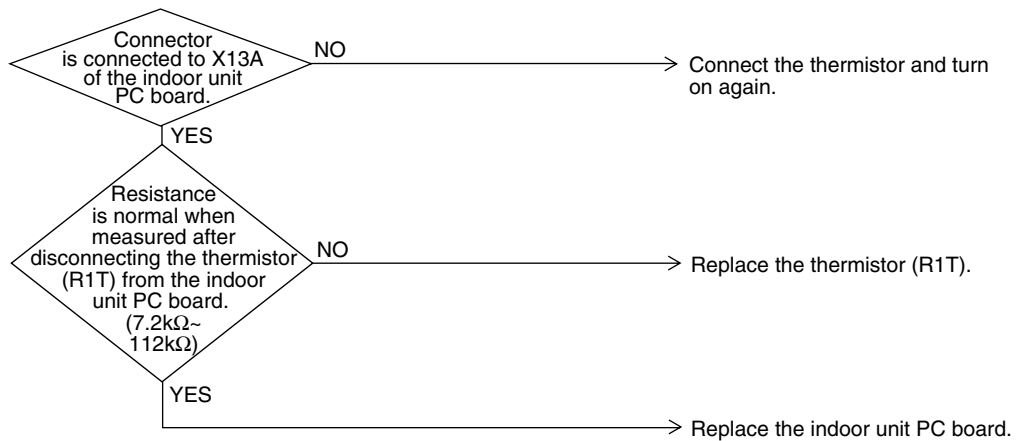 Connector
is connected to X13A
of the indoor unit
PC board.
NO
Connect the thermistor and turn
on again.
YES
Resistance
is normal when
measured after
disconnecting the thermistor
(R1T) from the indoor
unit PC board.
(7.2kΩ~
112kΩ)
NO
Replace the thermistor (R1T).
YES
Replace the indoor unit PC board.